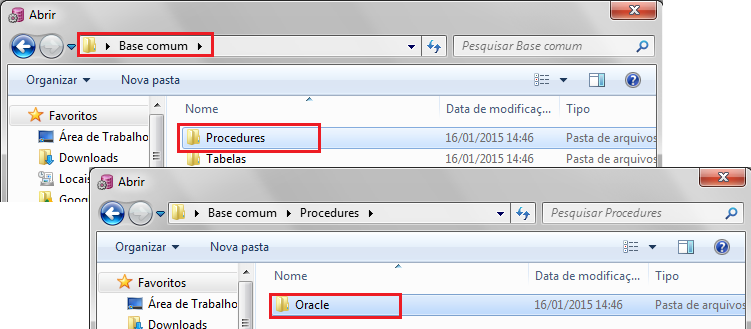 Abrir
Base comum
Pesquisar Base comum
Organizar Nova pasta
Favoritos
Nome Data de modificaç... Tipo
Área de Trabalho
Procedures 16/01/2015 14:46 Pasta de arquivos
Downloads
Tabelas 16/01/2015 14:46 Pasta de arquivos
Locais
Abrir
Base comum Procedures
Pesquisar Procedures
Organizar Nova pasta
Favoritos
Nome Data de modificaç... Tipo
Área de Trabalho
Oracle 16/01/2015 14:46 Pasta de arquivos
Downloads